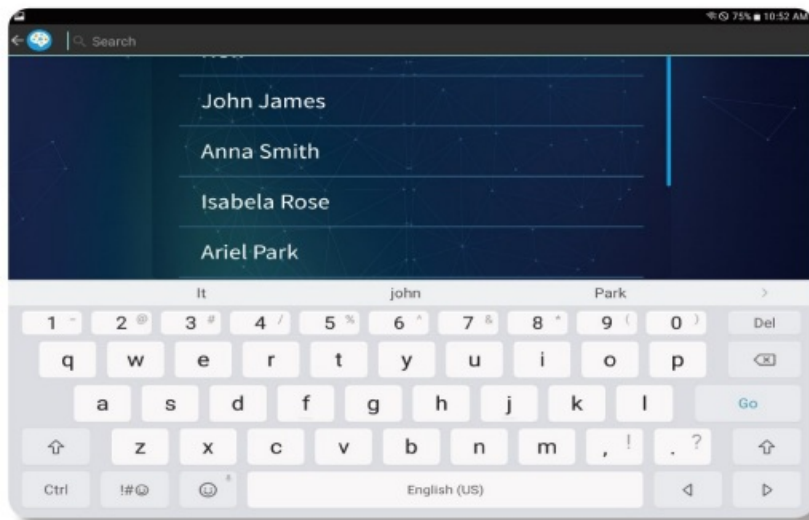 75% 10:52 AM
Search
John James
Anna Smith
Isabela Rose
Ariel Park
It john Park >
1 - 2 @ 3 # 4 / 5 % 6 ^ 7 & 8 * 9 ( 0 ) Del
q w e r t y u i o p
a s d f g h j k l Go
z x c v b n m , ! . ?
Ctrl !#☺ English (US)